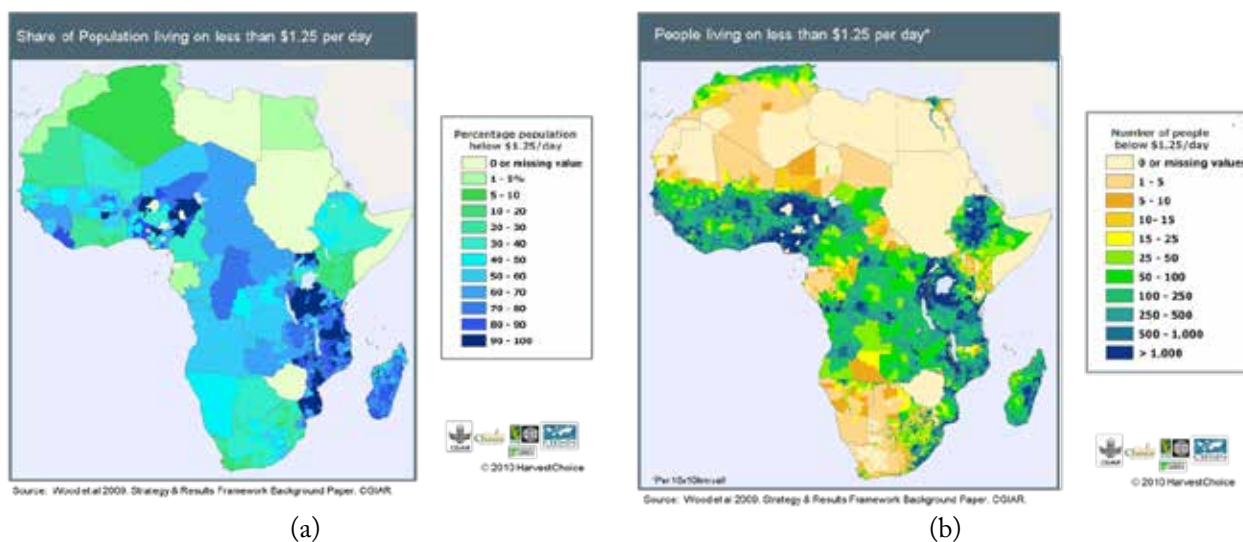 Share of Population living on less than $1.25 per day
Percentage population
below $1.25/day
0 or missing value
1 - 5%
5 - 10
10 - 20
20 - 30
30 - 40
40 - 50
50 - 60
60 - 70
70 - 80
80 - 90
90 - 100
CGIAR
© 2010 HarvestChoice
Source: Wood et al 2009. Strategy & Results Framework Background Paper. CGIAR.
(a)
People living on less than $1.25 per day*
Number of people
below $1.25/day
0 or missing values
1 - 5
5 - 10
10- 15
15 - 25
25 - 50
50 - 100
100 - 250
250 - 500
500 - 1,000
> 1,000
*Per 10x10km cell
CGIAR
© 2010 HarvestChoice
Source: Wood et al 2009. Strategy & Results Framework Background Paper. CGIAR.
(b)